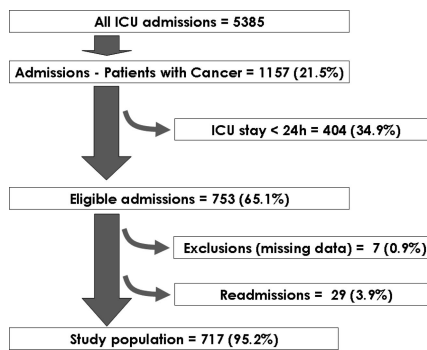 All ICU admissions = 5385
Admissions - Patients with Cancer = 1157 (21.5%)
ICU stay < 24h = 404 (34.9%)
Eligible admissions = 753 (65.1%)
Exclusions (missing data) = 7 (0.9%)
Readmissions = 29 (3.9%)
Study population = 717 (95.2%)